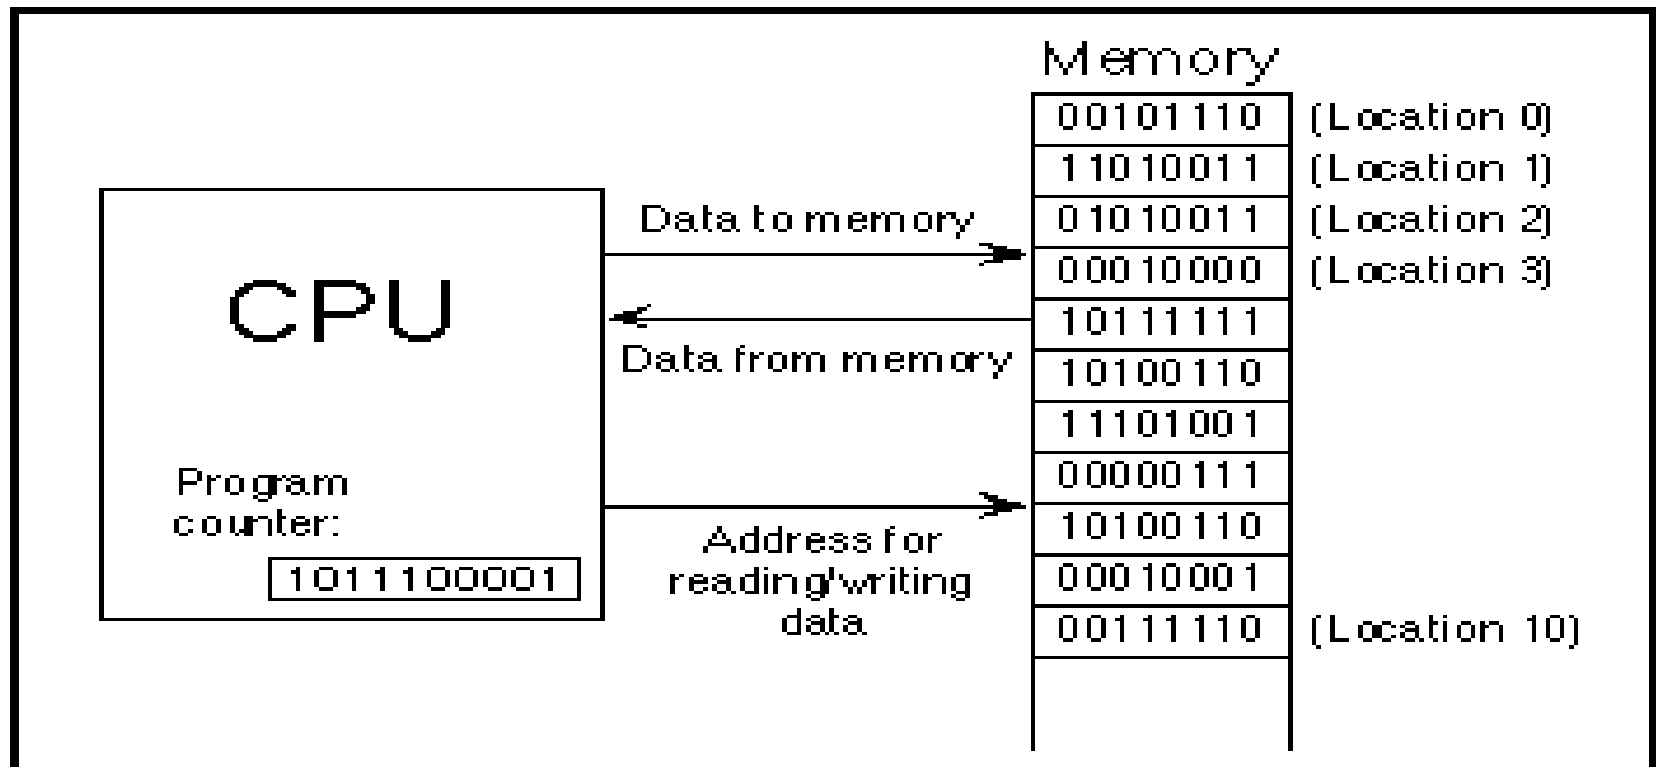 Memory
00101110 (Location 0)
11010011 (Location 1)
Data to memory
01010011 (Location 2)
CPU
00010000 (Location 3)
10111111
Data from memory
10100110
11101001
Program
counter:
00000111
10100110
1011100001
Address for
reading/writing
data
00010001
00111110 (Location 10)